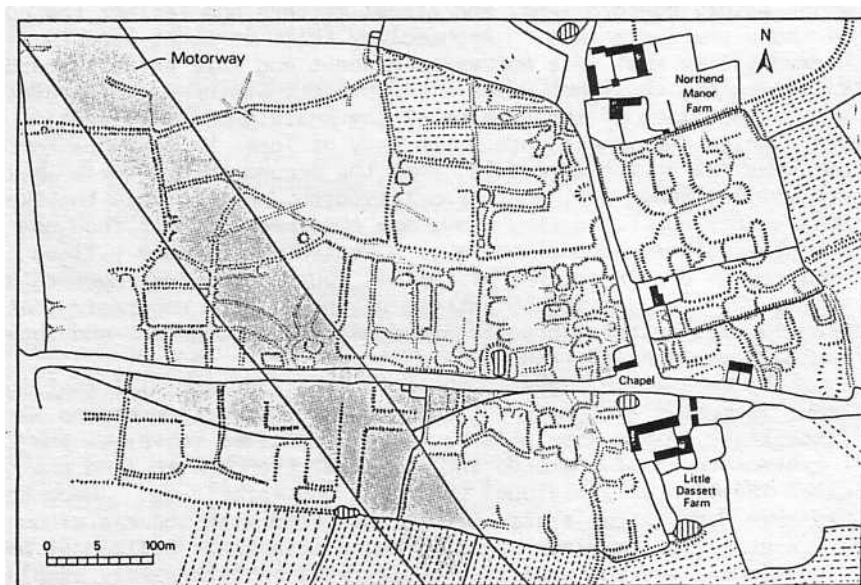 Motorway
N
Northend
Manor
Farm
Chapel
Little
Dassett
Farm
0 5 100m